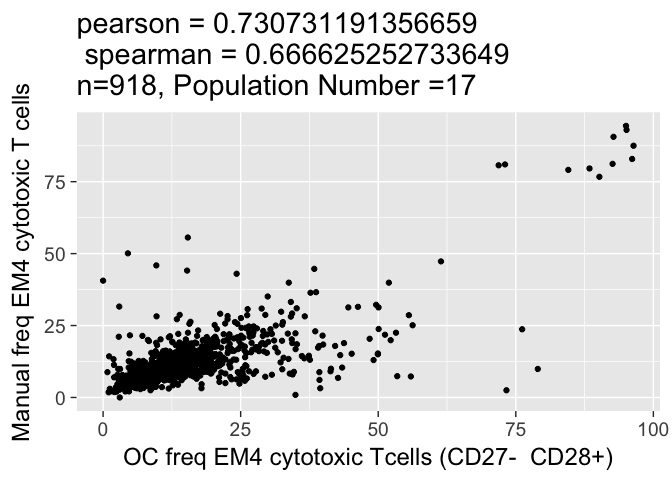 pearson = 0.730731191356659
spearman = 0.666625252733649
n=918, Population Number =17
Manual freq EM4 cytotoxic T cells
75
50
25
0
0
25
50
75
100
OC freq EM4 cytotoxic Tcells (CD27-  CD28+)